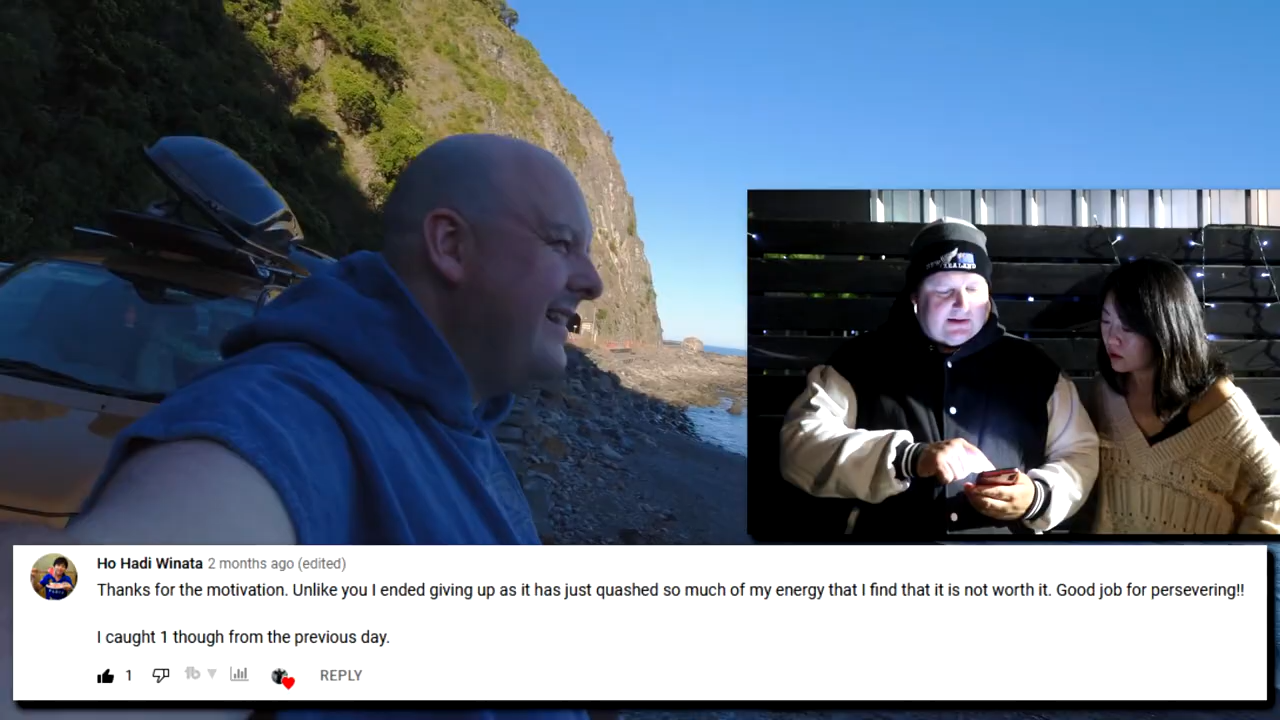 NEW ZEALAND
Ho Hadi Winata 2 months ago (edited)
Thanks for the motivation. Unlike you I ended giving up as it has just quashed so much of my energy that I find that it is not worth it. Good job for persevering!!
I caught 1 though from the previous day.
1 REPLY